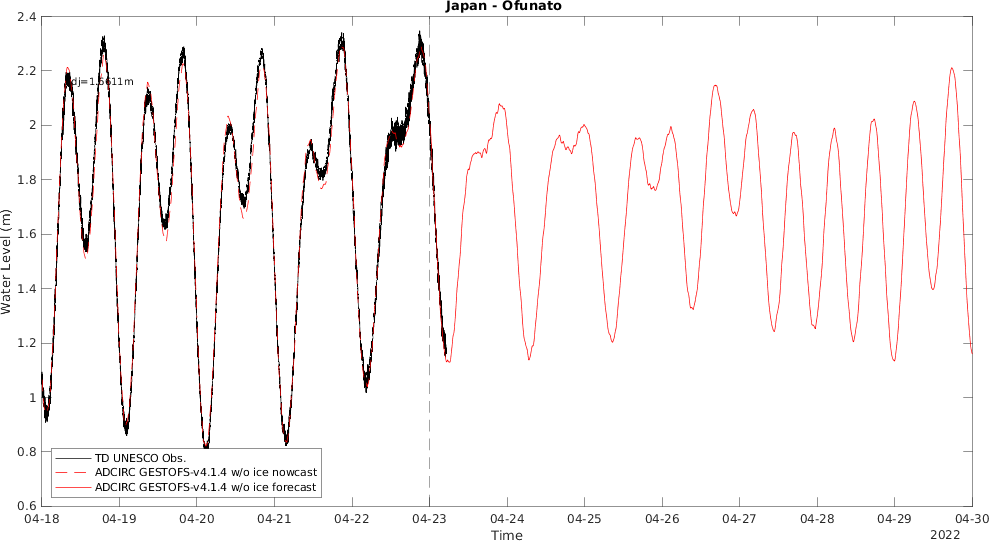 Japan - Ofunato
2.4
2.2
2
1.8
1.6
1.4
1.2
1
0.8
0.6
Water Level (m)
dj=1.5611m
TD UNESCO Obs.
ADCIRC GESTOFS-v4.1.4 w/o ice nowcast
ADCIRC GESTOFS-v4.1.4 w/o ice forecast
04-18 04-19 04-20 04-21 04-22 04-23 04-24 04-25 04-26 04-27 04-28 04-29 04-30
Time
2022